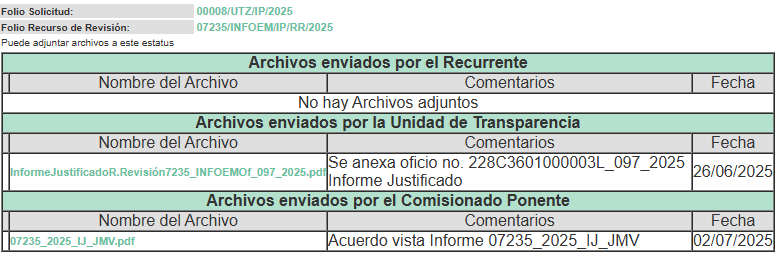 Folio Solicitud: 00008/UTZ/IP/2025
Folio Recurso de Revisión: 07235/INFOEM/IP/RR/2025
Puede adjuntar archivos a este estatus
Archivos enviados por el Recurrente
Nombre del Archivo Comentarios Fecha
No hay Archivos adjuntos
Archivos enviados por la Unidad de Transparencia
Nombre del Archivo Comentarios Fecha
InformeJustificadoR.Revisión7235_INFOEMOf_097_2025.pdf Se anexa oficio no. 228C3601000003L_097_2025 26/06/2025
Informe Justificado
Archivos enviados por el Comisionado Ponente
Nombre del Archivo Comentarios Fecha
07235_2025_IJ_JMV.pdf Acuerdo vista Informe 07235_2025_IJ_JMV 02/07/2025